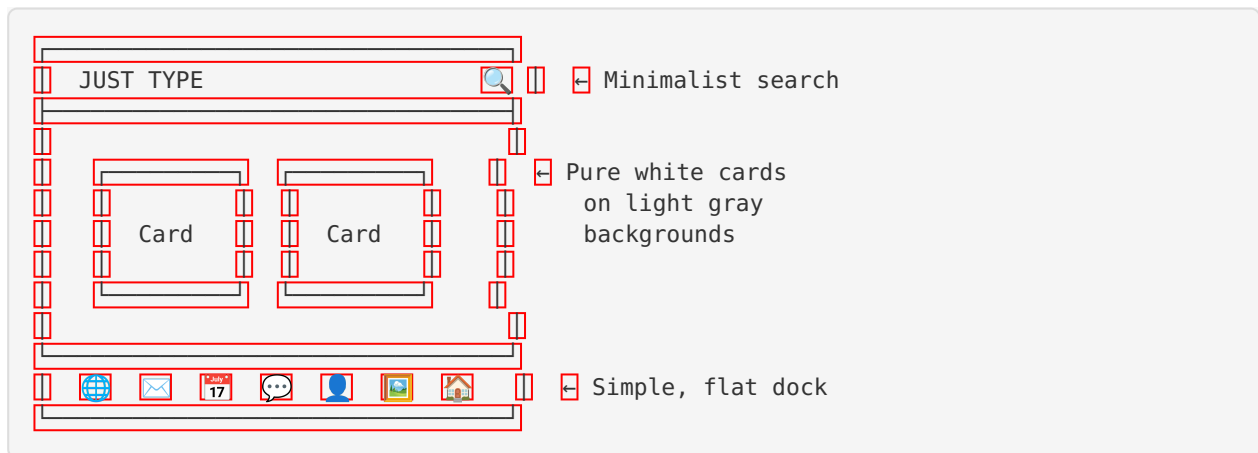 JUST TYPE 🔍 ← Minimalist search
← Pure white cards
on light gray
Card Card backgrounds
🌐 ✉️ 📅 💬 👤 🖼️ 🏠 ← Simple, flat dock